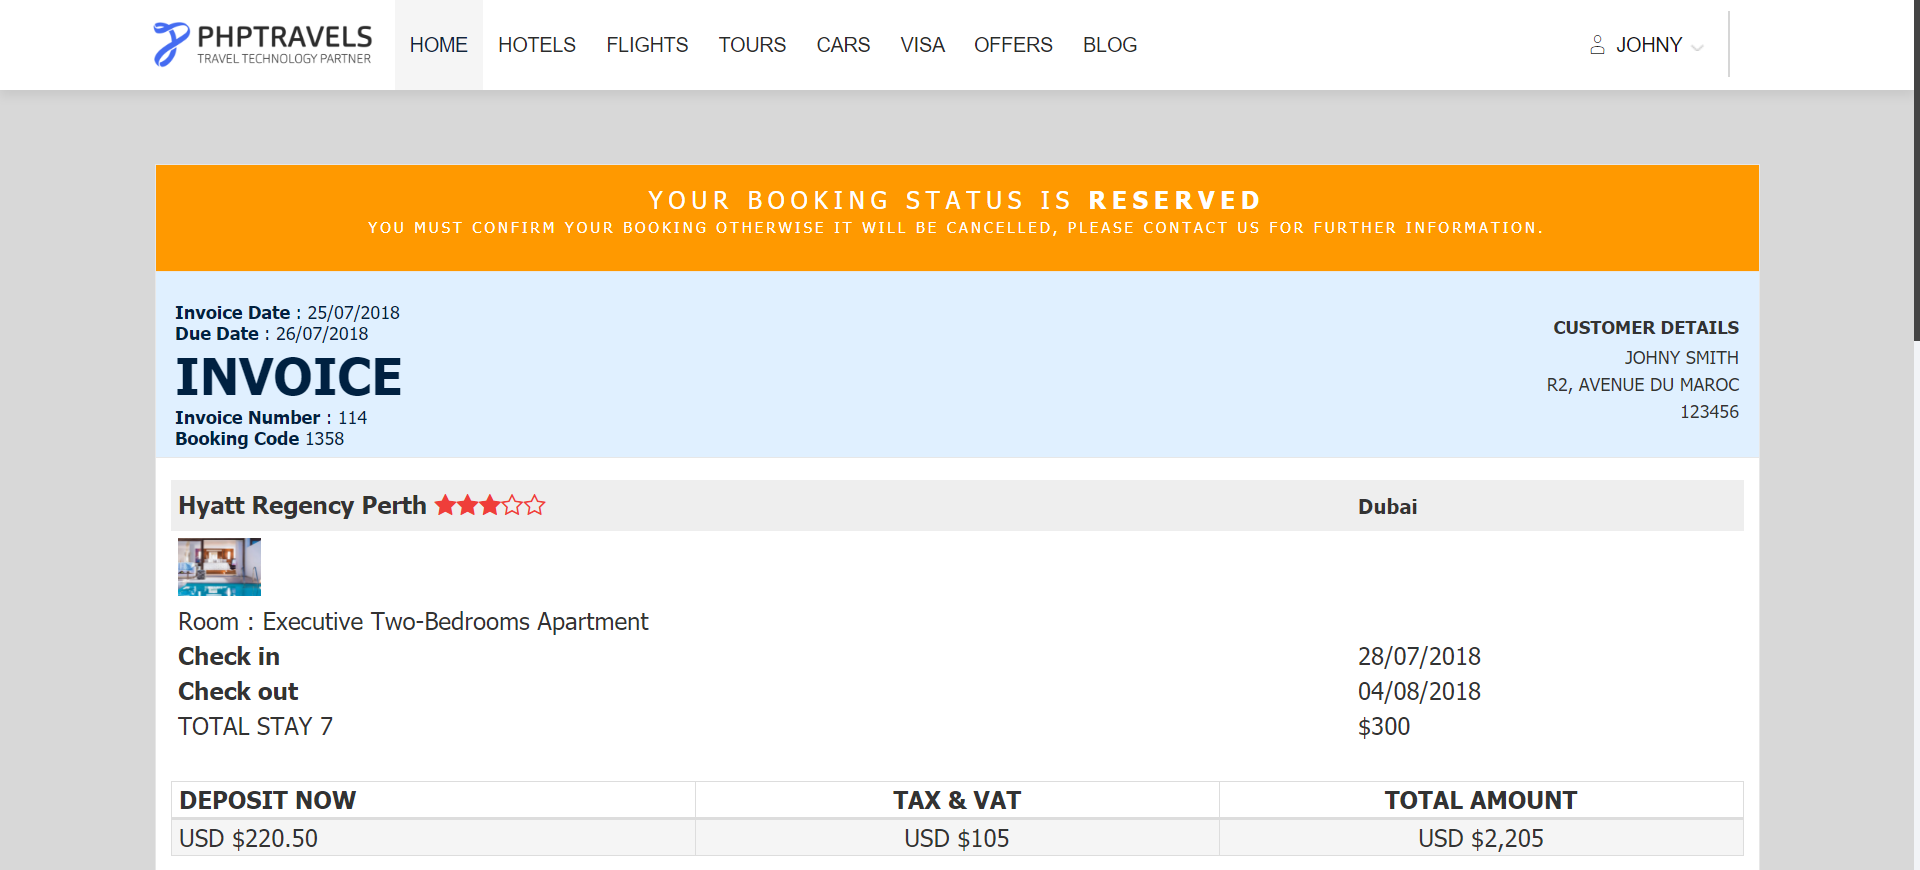 PHPTRAVELS
TRAVEL TECHNOLOGY PARTNER
HOME HOTELS FLIGHTS TOURS CARS VISA OFFERS BLOG JOHNY
YOUR BOOKING STATUS IS RESERVED
YOU MUST CONFIRM YOUR BOOKING OTHERWISE IT WILL BE CANCELLED, PLEASE CONTACT US FOR FURTHER INFORMATION.
Invoice Date : 25/07/2018
Due Date : 26/07/2018
INVOICE
Invoice Number : 114
Booking Code 1358
CUSTOMER DETAILS
JOHNY SMITH
R2, AVENUE DU MAROC
123456
Hyatt Regency Perth Dubai
Room : Executive Two-Bedrooms Apartment
Check in 28/07/2018
Check out 04/08/2018
TOTAL STAY 7 $300
DEPOSIT NOW TAX & VAT TOTAL AMOUNT
USD $220.50 USD $105 USD $2,205